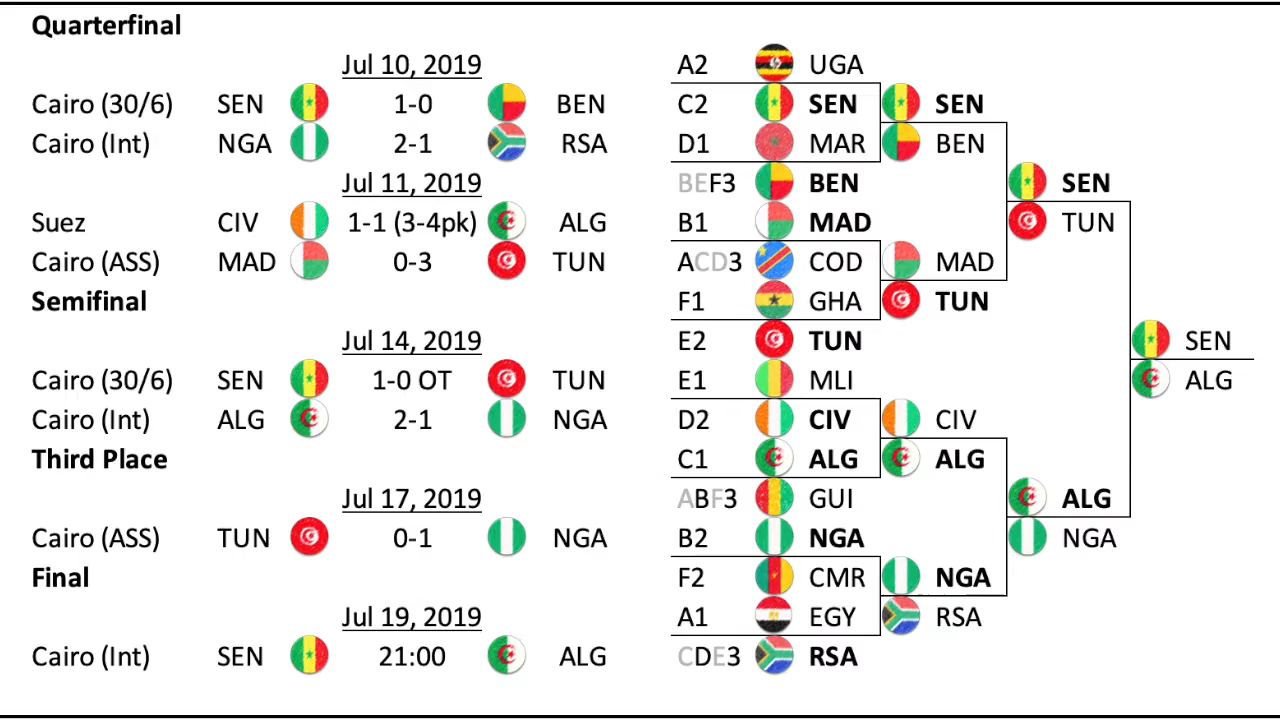 Quarterfinal
Jul 10, 2019
Cairo (30/6) SEN 1-0 BEN
Cairo (Int) NGA 2-1 RSA
Jul 11, 2019
Suez CIV 1-1 (3-4pk) ALG
Cairo (ASS) MAD 0-3 TUN
Semifinal
Jul 14, 2019
Cairo (30/6) SEN 1-0 OT TUN
Cairo (Int) ALG 2-1 NGA
Third Place
Jul 17, 2019
Cairo (ASS) TUN 0-1 NGA
Final
Jul 19, 2019
Cairo (Int) SEN 21:00 ALG
A2 UGA
C2 SEN
D1 MAR
BEF3 BEN
B1 MAD
ACD3 COD
F1 GHA
E2 TUN
E1 MLI
D2 CIV
C1 ALG
ABF3 GUI
B2 NGA
F2 CMR
A1 EGY
CDE3 RSA
SEN
BEN
MAD
TUN
CIV
ALG
NGA
RSA
SEN
TUN
ALG
NGA
SEN
ALG